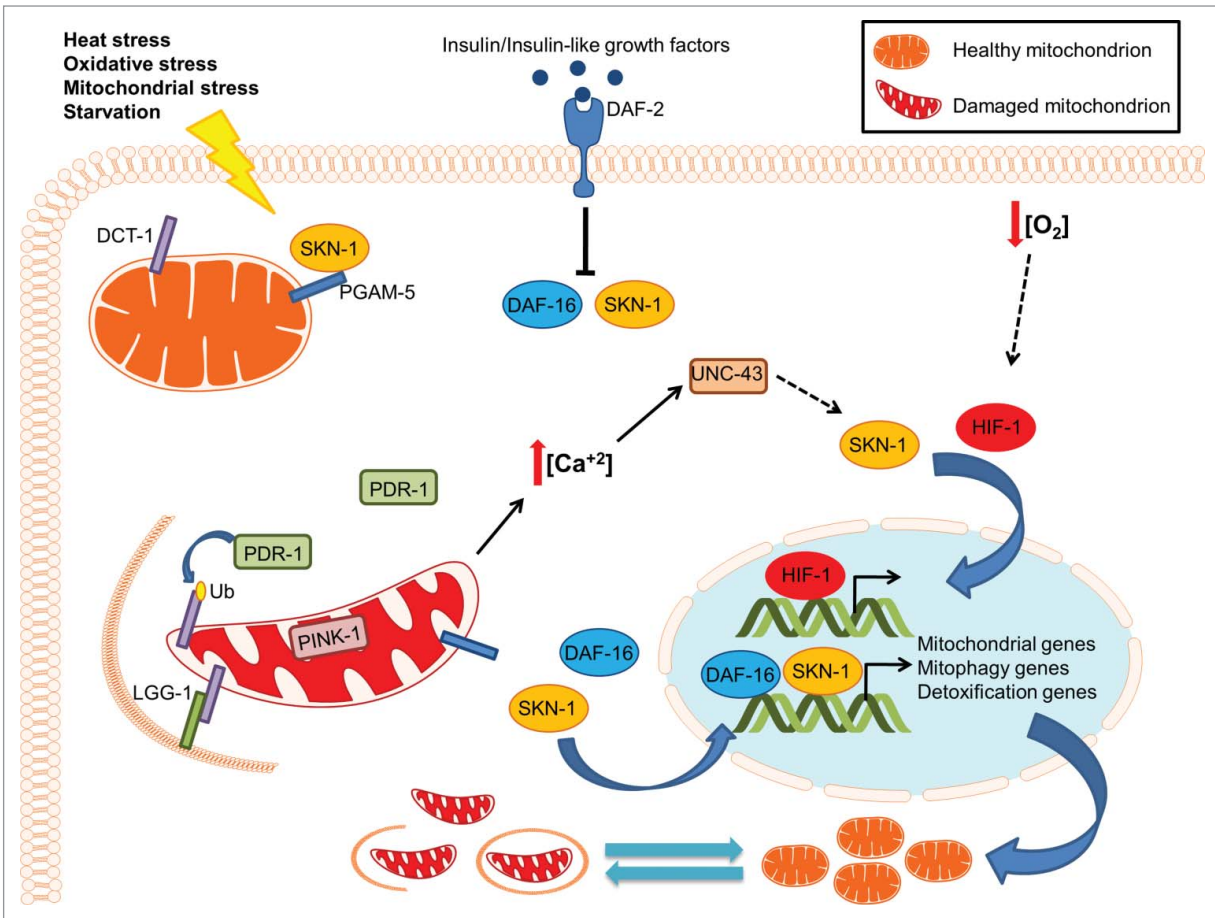 Heat stress
Oxidative stress
Mitochondrial stress
Starvation
Insulin/Insulin-like growth factors
DAF-2
Healthy mitochondrion
Damaged mitochondrion
DCT-1
SKN-1
PGAM-5
DAF-16
SKN-1
[O₂]
UNC-43
SKN-1
HIF-1
[Ca⁺²]
PDR-1
PDR-1
Ub
PINK-1
LGG-1
DAF-16
SKN-1
HIF-1
DAF-16
SKN-1
Mitochondrial genes
Mitophagy genes
Detoxification genes